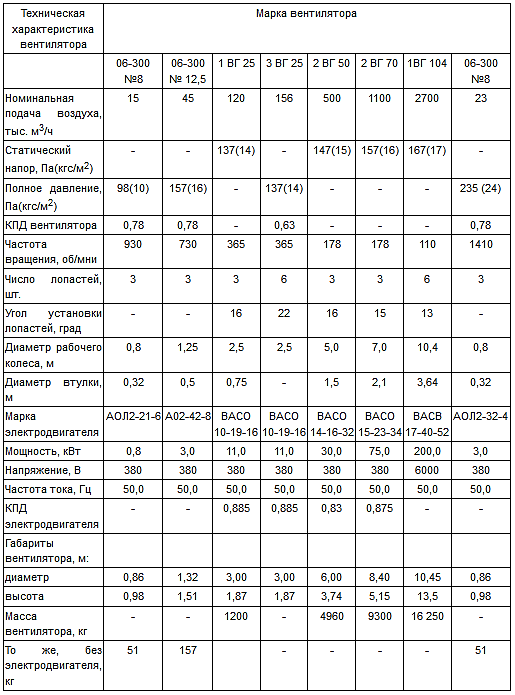 Техническая характеристика вентилятора	Марка вентилятора
06-300 №8	06-300 № 12,5	1 ВГ 25	3 ВГ 25	2 ВГ 50	2 ВГ 70	1ВГ 104	06-300 №8
Номинальная подача воздуха, тыс. м3/ч	15	45	120	156	500	1100	2700	23
Статический напор, Па(кгс/м2)	-	-	137(14)	-	147(15)	157(16)	167(17)	-
Полное давление, Па(кгс/м2)	98(10)	157(16)	-	137(14)	-	-	-	235 (24)
КПД вентилятора	0,78	0,78	-	0,63	-	-	-	0,78
Частота вращения, об/мни	930	730	365	365	178	178	110	1410
Число лопастей, шт.	3	3	3	6	3	3	6	3
Угол установки лопастей, град	-	-	16	22	16	15	13	-
Диаметр рабочего колеса, м	0,8	1,25	2,5	2,5	5,0	7,0	10,4	0,8
Диаметр втулки, м	0,32	0,5	0,75	-	1,5	2,1	3,64	0,32
Марка электродвигателя	АОЛ2-21-6	А02-42-8	ВАСО 10-19-16	ВАСО 10-19-16	ВАСО 14-16-32	ВАСО 15-23-34	ВАСВ 17-40-52	АОЛ2-32-4
Мощность, кВт	0,8	3,0	11,0	11,0	30,0	75,0	200,0	3,0
Напряжение, В	380	380	380	380	380	380	6000	380
Частота тока, Гц	50,0	50,0	50,0	50,0	50,0	50,0	50,0	50,0
КПД электродвигателя	-	-	0,885	0,885	0,83	0,875	-	-
Габариты вентилятора, м:
диаметр	0,86	1,32	3,00	3,00	6,00	8,40	10,45	0,86
высота	0,98	1,51	1,87	1,87	3,74	5,15	13,5	0,98
Масса вентилятора, кг	-	-	1200	-	4960	9300	16 250	-
То же, без электродвигателя, кг	51	157		-	-	-	-	51